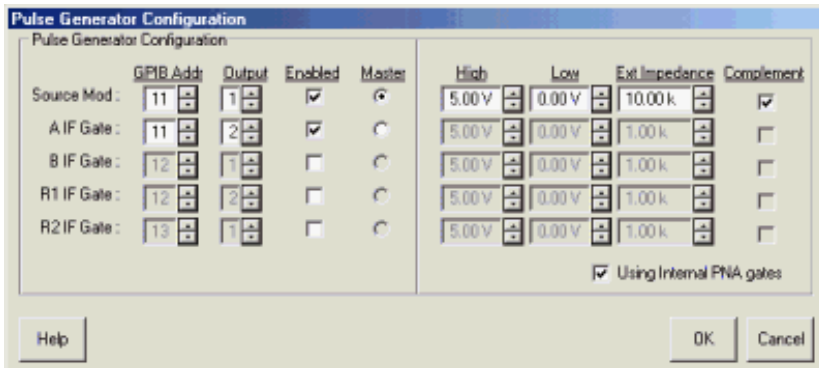 Pulse Generator Configuration
Pulse Generator Configuration
GPIB Addr Output Enabled Master High Low Ext Impedance Complement
Source Mod : 11 1 5.00 V 0.00 V 10.00 k
A IF Gate : 11 2 5.00 V 0.00 V 1.00 k
B IF Gate : 12 1 5.00 V 0.00 V 1.00 k
R1 IF Gate : 12 2 5.00 V 0.00 V 1.00 k
R2 IF Gate : 13 1 5.00 V 0.00 V 1.00 k
Using Internal PNA gates
Help OK Cancel